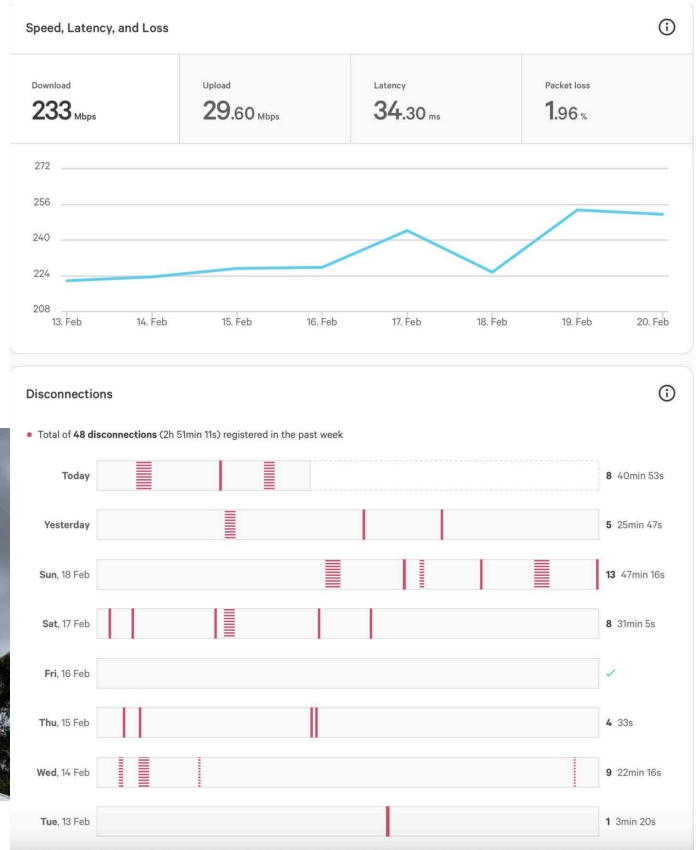 Speed, Latency, and Loss
Download Upload Latency Packet loss
233 Mbps 29.60 Mbps 34.30 ms 1.96 %
272
256
240
224
208
13. Feb 14. Feb 15. Feb 16. Feb 17. Feb 18. Feb 19. Feb 20. Feb
Disconnections
Total of 48 disconnections (2h 51min 11s) registered in the past week
Today 8 40min 53s
Yesterday 5 25min 47s
Sun, 18 Feb 13 47min 16s
Sat, 17 Feb 8 31min 5s
Fri, 16 Feb
Thu, 15 Feb 4 33s
Wed, 14 Feb 9 22min 16s
Tue, 13 Feb 1 3min 20s